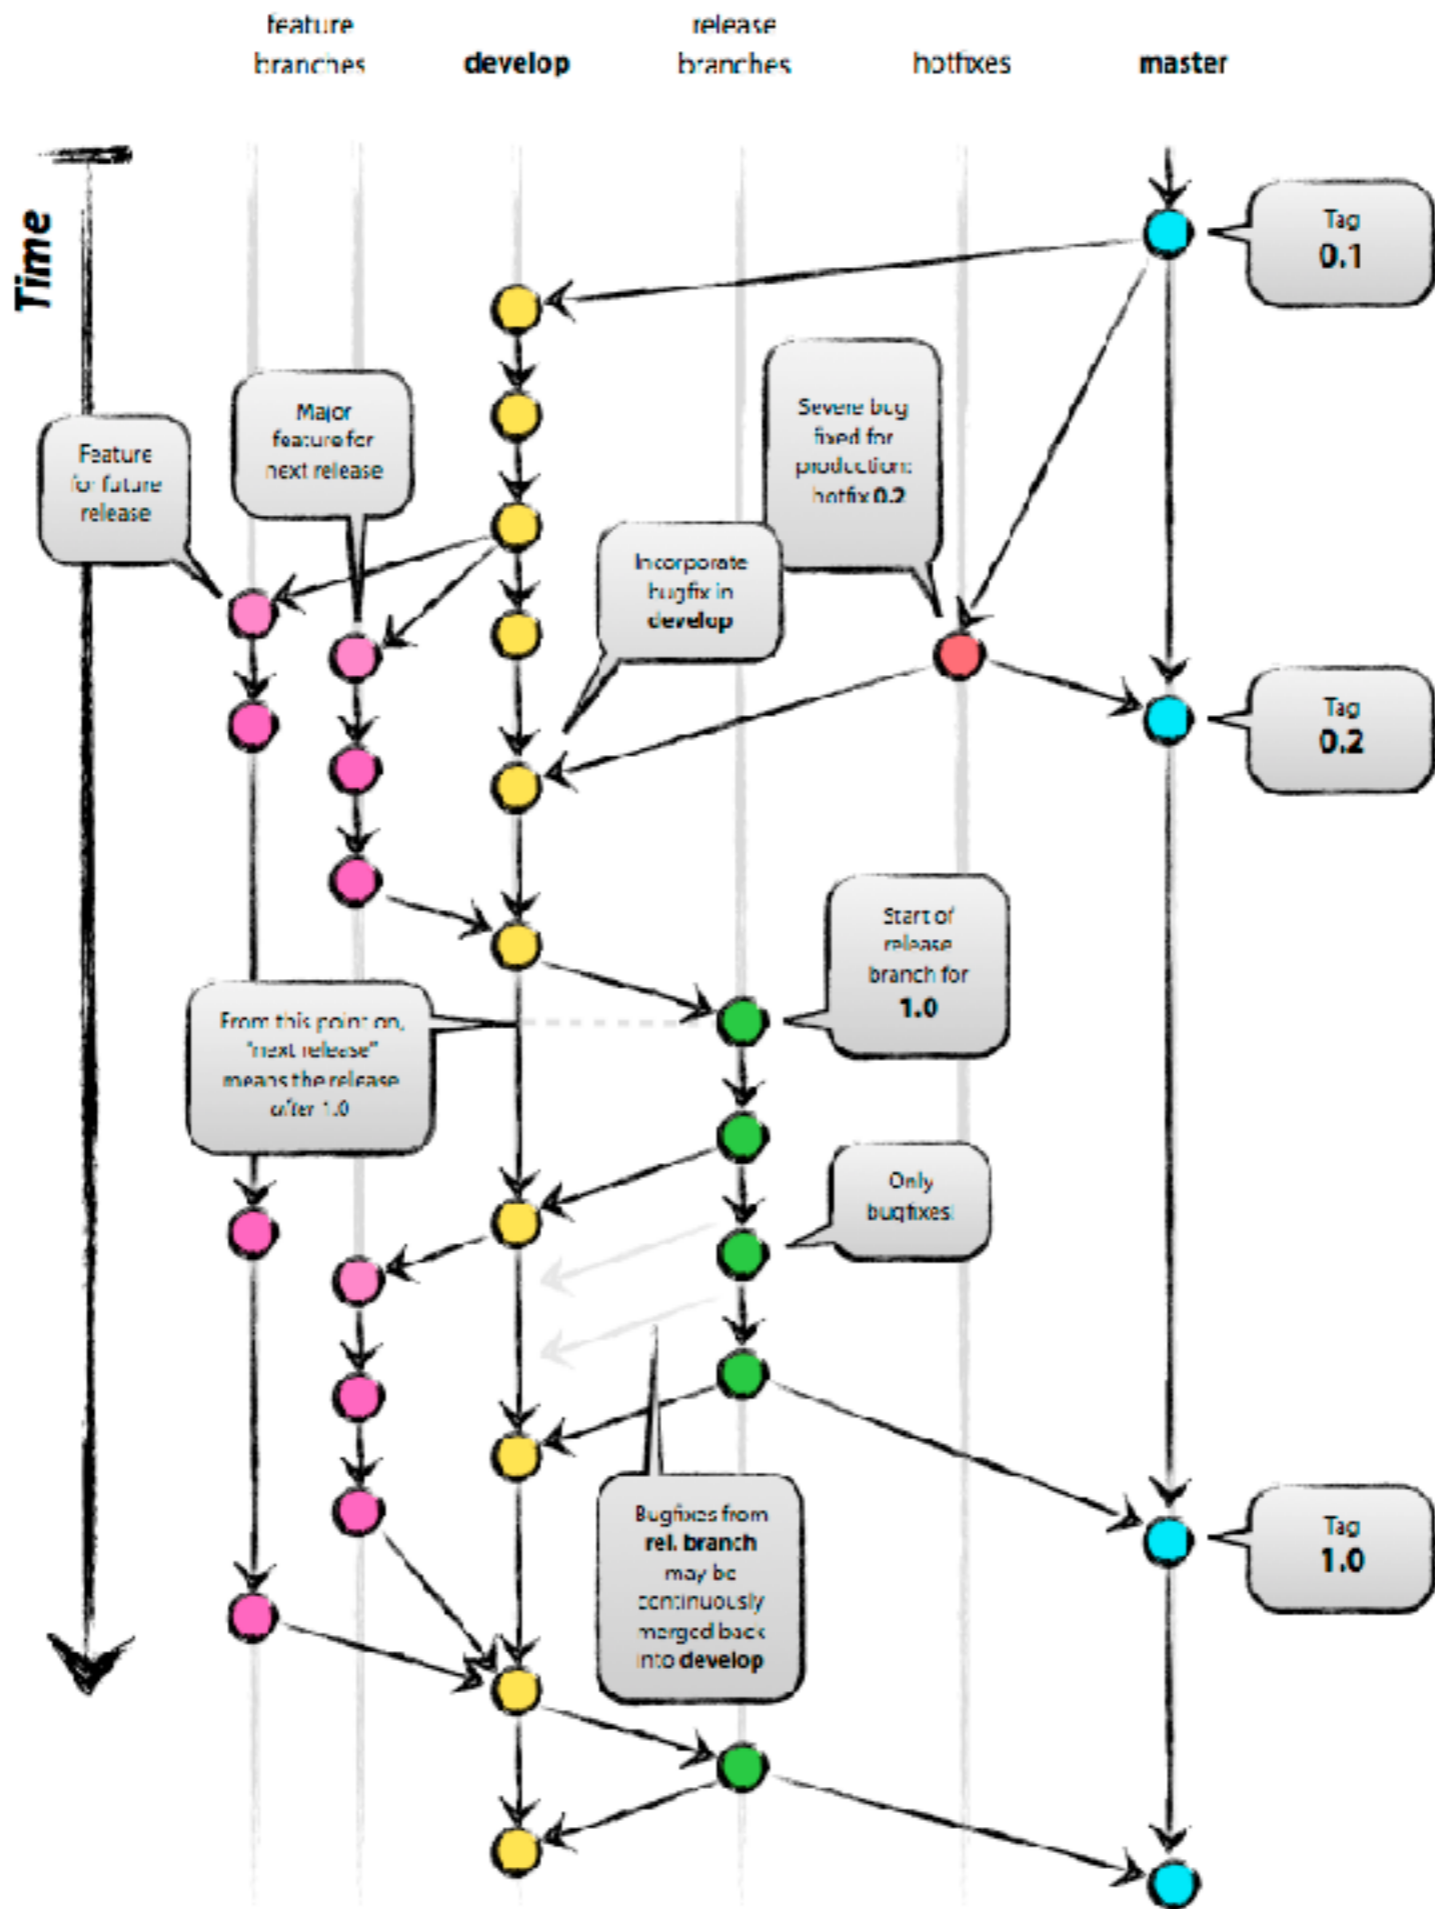 feature
branches
develop
release
branches
hotfixes
master
Time
Tag
0.1
Feature
for future
release
Major
feature for
next release
Severe bug
fixed for
production:
hotfix 0.2
Incorporate
bugfix in
develop
Tag
0.2
Start of
release
branch for
1.0
From this point on,
"next release"
means the release
after 1.0
Only
bugfixes!
Bugfixes from
rel. branch
may be
continuously
merged back
into develop
Tag
1.0